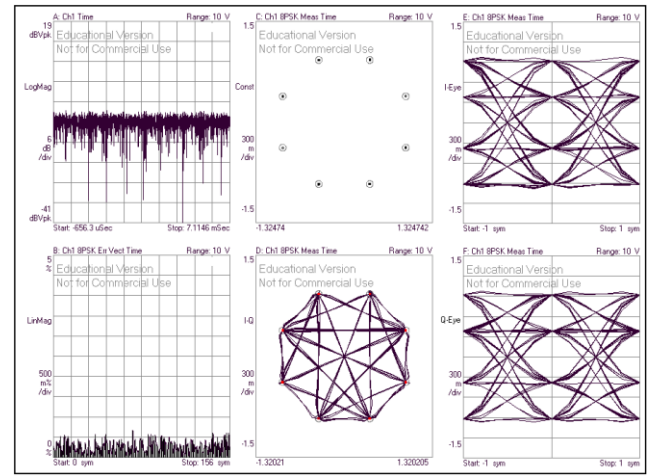 A: Ch1 Time Range: 10 V
19
dBVpk
Educational Version
Not for Commercial Use
LogMag
6
dB
/div
-41
dBVpk
Start: -656.3 uSec Stop: 7.1146 mSec
C: Ch1 8PSK Meas Time Range: 10 V
1.5
Educational Version
Not for Commercial Use
Const
300
m
/div
-1.5
-1.32474 1.324742
E: Ch1 8PSK Meas Time Range: 10 V
1.5
Educational Version
Not for Commercial Use
I-Eye
300
m
/div
-1.5
Start: -1 sym Stop: 1 sym
B: Ch1 8PSK Err Vect Time Range: 10 V
5
%
Educational Version
Not for Commercial Use
LinMag
500
m%
/div
0
%
Start: 0 sym Stop: 156 sym
D: Ch1 8PSK Meas Time Range: 10 V
1.5
Educational Version
Not for Commercial Use
I-Q
300
m
/div
-1.5
-1.32021 1.320205
F: Ch1 8PSK Meas Time Range: 10 V
1.5
Educational Version
Not for Commercial Use
Q-Eye
300
m
/div
-1.5
Start: -1 sym Stop: 1 sym